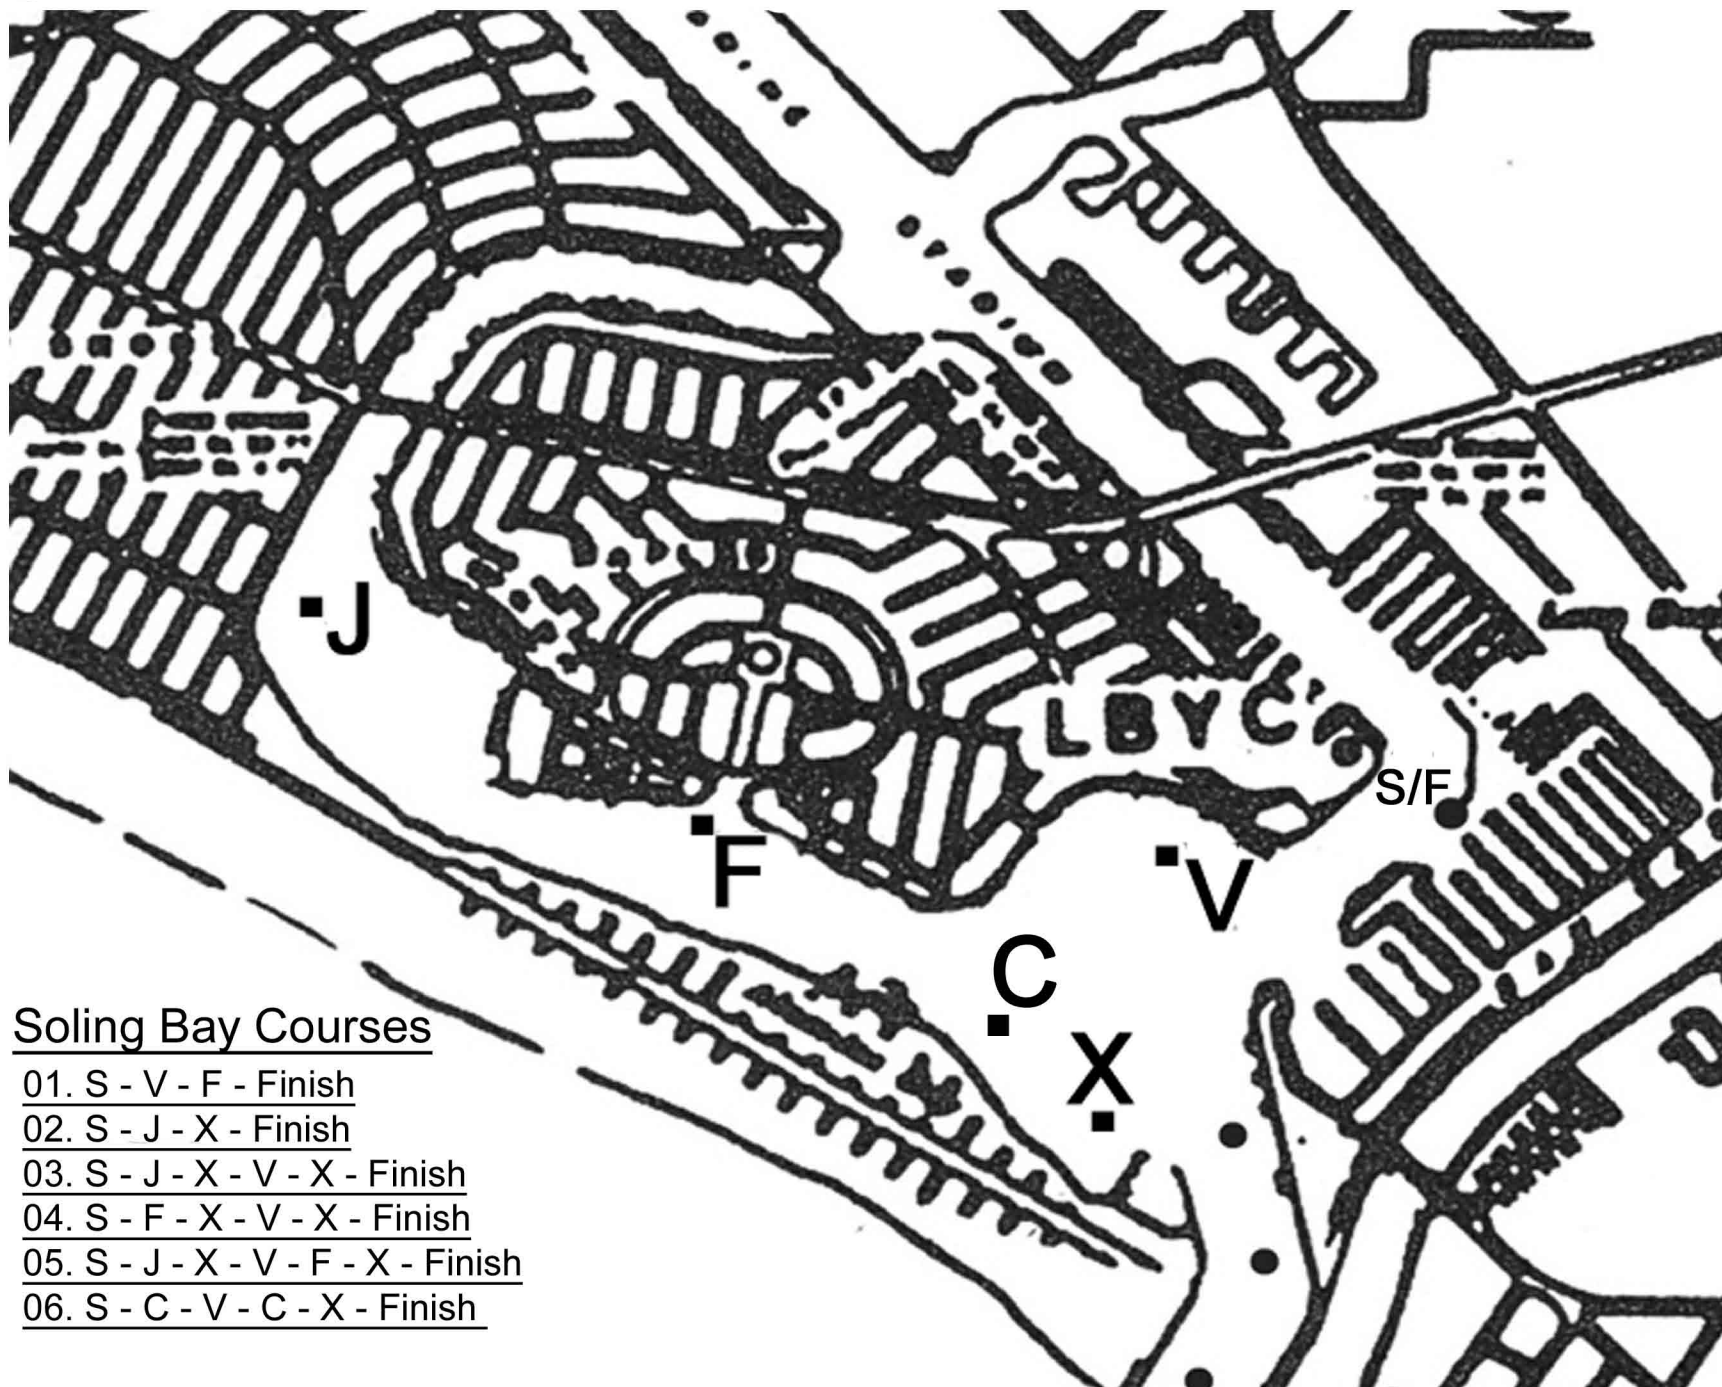 J
LBYC
S/F
F
V
C
X
Soling Bay Courses
01. S - V - F - Finish
02. S - J - X - Finish
03. S - J - X - V - X - Finish
04. S - F - X - V - X - Finish
05. S - J - X - V - F - X - Finish
06. S - C - V - C - X - Finish